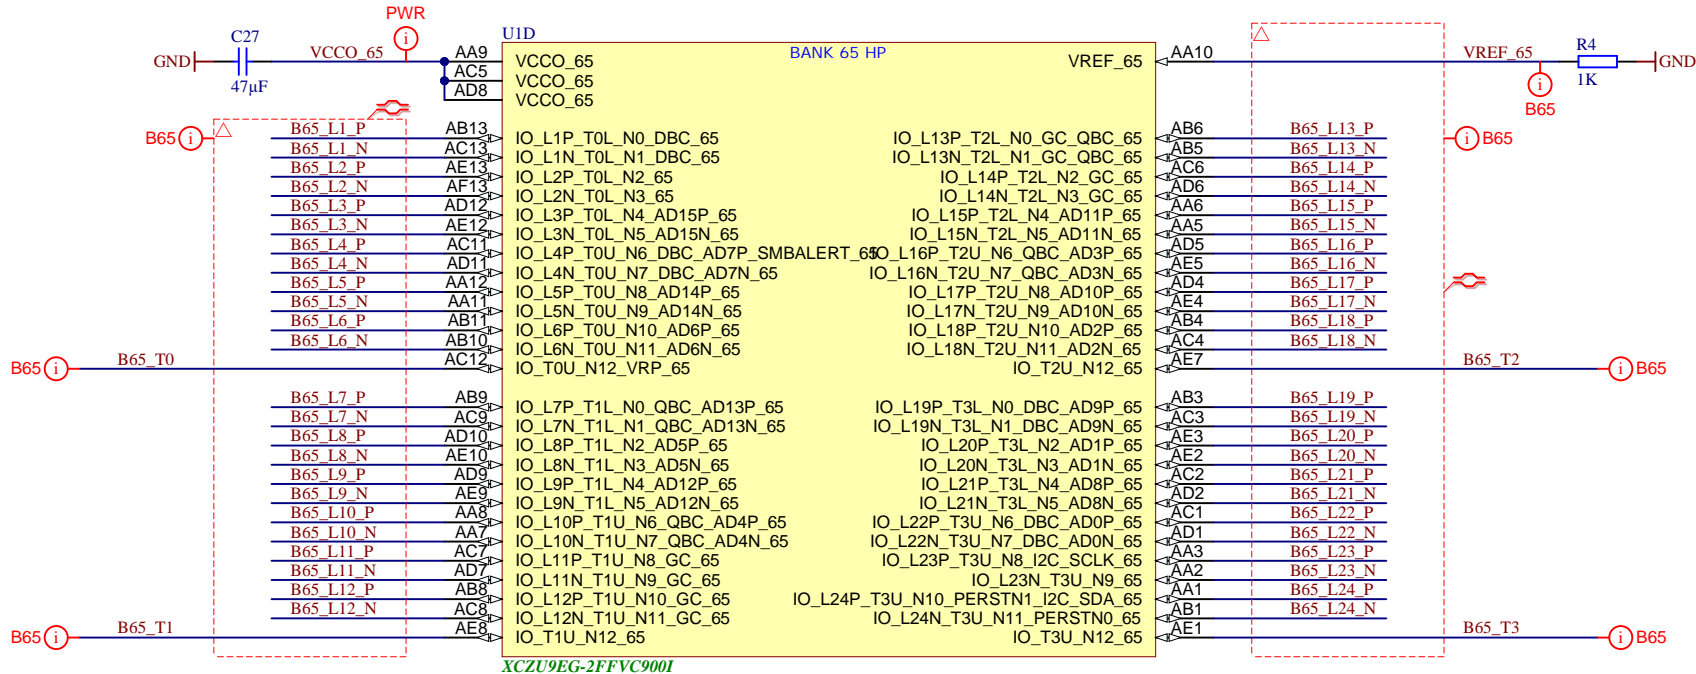 PWR
C27
U1D
R4
GND
VCCO_65
AA9
VCCO_65
BANK 65 HP
VREF_65
AA10
VREF_65
GND
47µF
AC5
VCCO_65
1K
AD8
VCCO_65
B65
B65
B65_L1_P AB13 IO_L1P_T0L_N0_DBC_65 IO_L13P_T2L_N0_GC_QBC_65 AB6 B65_L13_P
B65
B65_L1_N AC13 IO_L1N_T0L_N1_DBC_65 IO_L13N_T2L_N1_GC_QBC_65 AB5 B65_L13_N
B65_L2_P AE13 IO_L2P_T0L_N2_65 IO_L14P_T2L_N2_GC_65 AC6 B65_L14_P
B65_L2_N AF13 IO_L2N_T0L_N3_65 IO_L14N_T2L_N3_GC_65 AD6 B65_L14_N
B65_L3_P AD12 IO_L3P_T0L_N4_AD15P_65 IO_L15P_T2L_N4_AD11P_65 AA6 B65_L15_P
B65_L3_N AE12 IO_L3N_T0L_N5_AD15N_65 IO_L15N_T2L_N5_AD11N_65 AA5 B65_L15_N
B65_L4_P AC11 IO_L4P_T0U_N6_DBC_AD7P_SMBALERT_65 IO_L16P_T2U_N6_QBC_AD3P_65 AD5 B65_L16_P
B65_L4_N AD11 IO_L4N_T0U_N7_DBC_AD7N_65 IO_L16N_T2U_N7_QBC_AD3N_65 AE5 B65_L16_N
B65_L5_P AA12 IO_L5P_T0U_N8_AD14P_65 IO_L17P_T2U_N8_AD10P_65 AD4 B65_L17_P
B65_L5_N AA11 IO_L5N_T0U_N9_AD14N_65 IO_L17N_T2U_N9_AD10N_65 AE4 B65_L17_N
B65_L6_P AB11 IO_L6P_T0U_N10_AD6P_65 IO_L18P_T2U_N10_AD2P_65 AB4 B65_L18_P
B65_L6_N AB10 IO_L6N_T0U_N11_AD6N_65 IO_L18N_T2U_N11_AD2N_65 AC4 B65_L18_N
B65 B65_T0 AC12 IO_T0U_N12_VRP_65 IO_T2U_N12_65 AE7 B65_T2 B65
B65_L7_P AB9 IO_L7P_T1L_N0_QBC_AD13P_65 IO_L19P_T3L_N0_DBC_AD9P_65 AB3 B65_L19_P
B65_L7_N AC9 IO_L7N_T1L_N1_QBC_AD13N_65 IO_L19N_T3L_N1_DBC_AD9N_65 AC3 B65_L19_N
B65_L8_P AD10 IO_L8P_T1L_N2_AD5P_65 IO_L20P_T3L_N2_AD1P_65 AE3 B65_L20_P
B65_L8_N AE10 IO_L8N_T1L_N3_AD5N_65 IO_L20N_T3L_N3_AD1N_65 AE2 B65_L20_N
B65_L9_P AD9 IO_L9P_T1L_N4_AD12P_65 IO_L21P_T3L_N4_AD8P_65 AC2 B65_L21_P
B65_L9_N AE9 IO_L9N_T1L_N5_AD12N_65 IO_L21N_T3L_N5_AD8N_65 AD2 B65_L21_N
B65_L10_P AA8 IO_L10P_T1U_N6_QBC_AD4P_65 IO_L22P_T3U_N6_DBC_AD0P_65 AC1 B65_L22_P
B65_L10_N AA7 IO_L10N_T1U_N7_QBC_AD4N_65 IO_L22N_T3U_N7_DBC_AD0N_65 AD1 B65_L22_N
B65_L11_P AC7 IO_L11P_T1U_N8_GC_65 IO_L23P_T3U_N8_I2C_SCLK_65 AA3 B65_L23_P
B65_L11_N AD7 IO_L11N_T1U_N9_GC_65 IO_L23N_T3U_N9_65 AA2 B65_L23_N
B65_L12_P AB8 IO_L12P_T1U_N10_GC_65 IO_L24P_T3U_N10_PERSTN1_I2C_SDA_65 AA1 B65_L24_P
B65_L12_N AC8 IO_L12N_T1U_N11_GC_65 IO_L24N_T3U_N11_PERSTN0_65 AB1 B65_L24_N
B65 B65_T1 AE8 IO_T1U_N12_65 IO_T3U_N12_65 AE1 B65_T3 B65
XCZU9EG-2FFVC900I